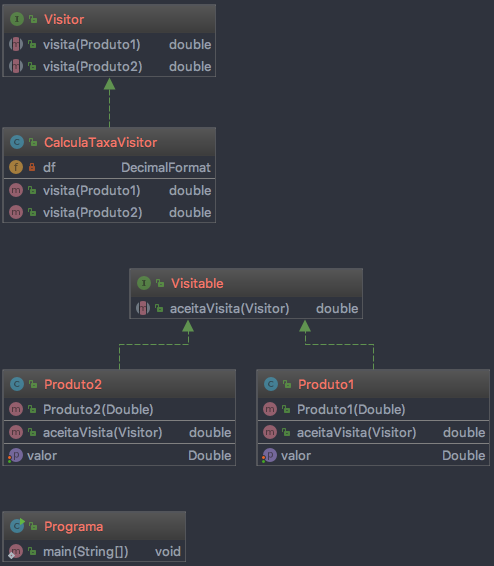 I Visitor
m visita(Produto1) double
m visita(Produto2) double
C CalculaTaxaVisitor
f df DecimalFormat
m visita(Produto1) double
m visita(Produto2) double
I Visitable
m aceitaVisita(Visitor) double
C Produto2
m Produto2(Double)
m aceitaVisita(Visitor) double
p valor Double
C Produto1
m Produto1(Double)
m aceitaVisita(Visitor) double
p valor Double
C Programa
m main(String[]) void